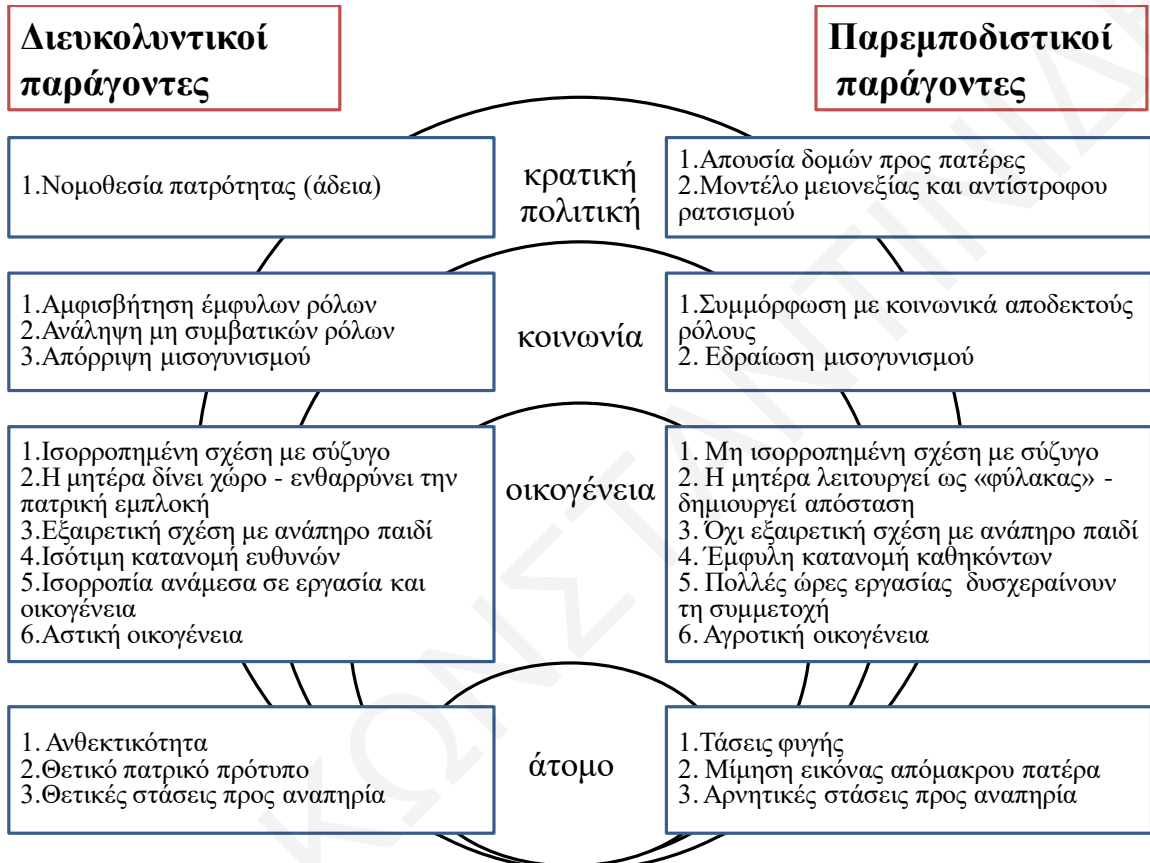 Διευκολυντικοί
παράγοντες
Παρεμποδιστικοί
παράγοντες
1.Νομοθεσία πατρότητας (άδεια)
κρατική
πολιτική
1.Απουσία δομών προς πατέρες
2.Μοντέλο μειονεξίας και αντίστροφου
ρατσισμού
1.Αμφισβήτηση έμφυλων ρόλων
2.Ανάληψη μη συμβατικών ρόλων
3.Απόρριψη μισογυνισμού
κοινωνία
1.Συμμόρφωση με κοινωνικά αποδεκτούς
ρόλους
2. Εδραίωση μισογυνισμού
1.Ισορροπημένη σχέση με σύζυγο
2.Η μητέρα δίνει χώρο - ενθαρρύνει την
πατρική εμπλοκή
3.Εξαιρετική σχέση με ανάπηρο παιδί
4.Ισότιμη κατανομή ευθυνών
5.Ισορροπία ανάμεσα σε εργασία και
οικογένεια
6.Αστική οικογένεια
οικογένεια
1. Μη ισορροπημένη σχέση με σύζυγο
2. Η μητέρα λειτουργεί ως «φύλακας» -
δημιουργεί απόσταση
3. Όχι εξαιρετική σχέση με ανάπηρο παιδί
4. Έμφυλη κατανομή καθηκόντων
5. Πολλές ώρες εργασίας δυσχεραίνουν
τη συμμετοχή
6. Αγροτική οικογένεια
1. Ανθεκτικότητα
2.Θετικό πατρικό πρότυπο
3.Θετικές στάσεις προς αναπηρία
άτομο
1.Τάσεις φυγής
2. Μίμηση εικόνας απόμακρου πατέρα
3. Αρνητικές στάσεις προς αναπηρία